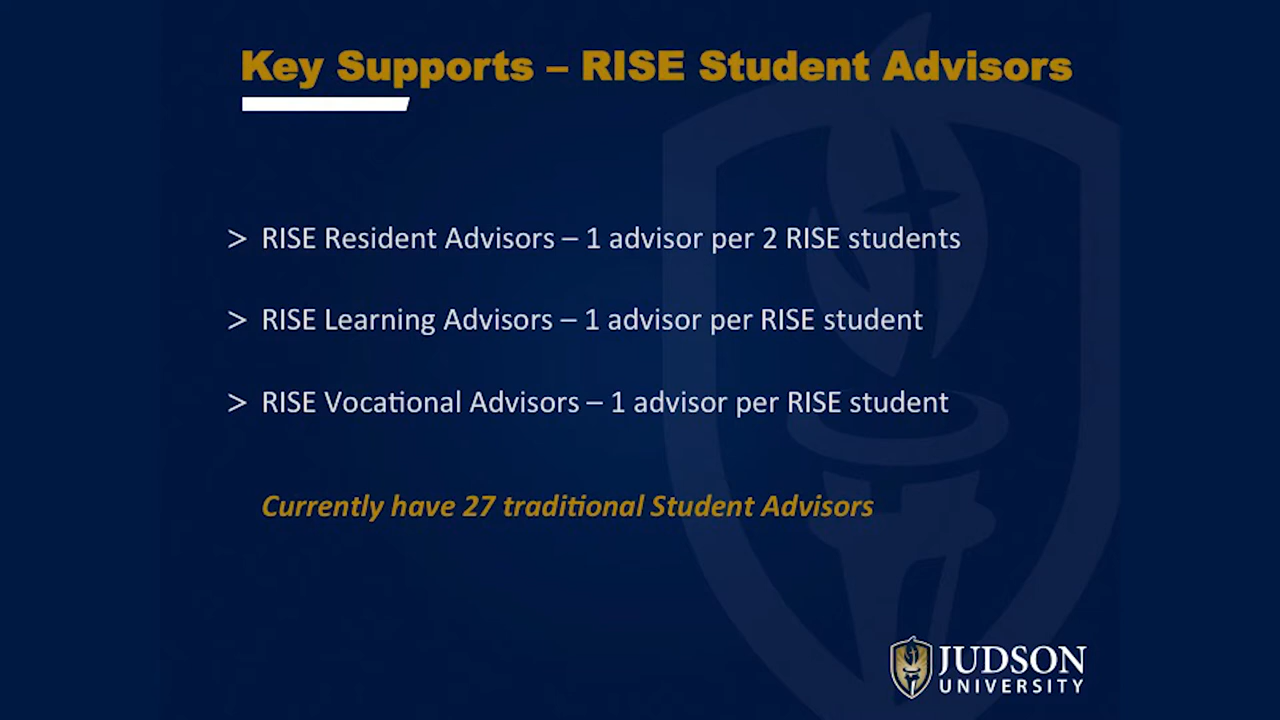 Key Supports – RISE Student Advisors
> RISE Resident Advisors – 1 advisor per 2 RISE students
> RISE Learning Advisors – 1 advisor per RISE student
> RISE Vocational Advisors – 1 advisor per RISE student
Currently have 27 traditional Student Advisors
JUDSON
UNIVERSITY